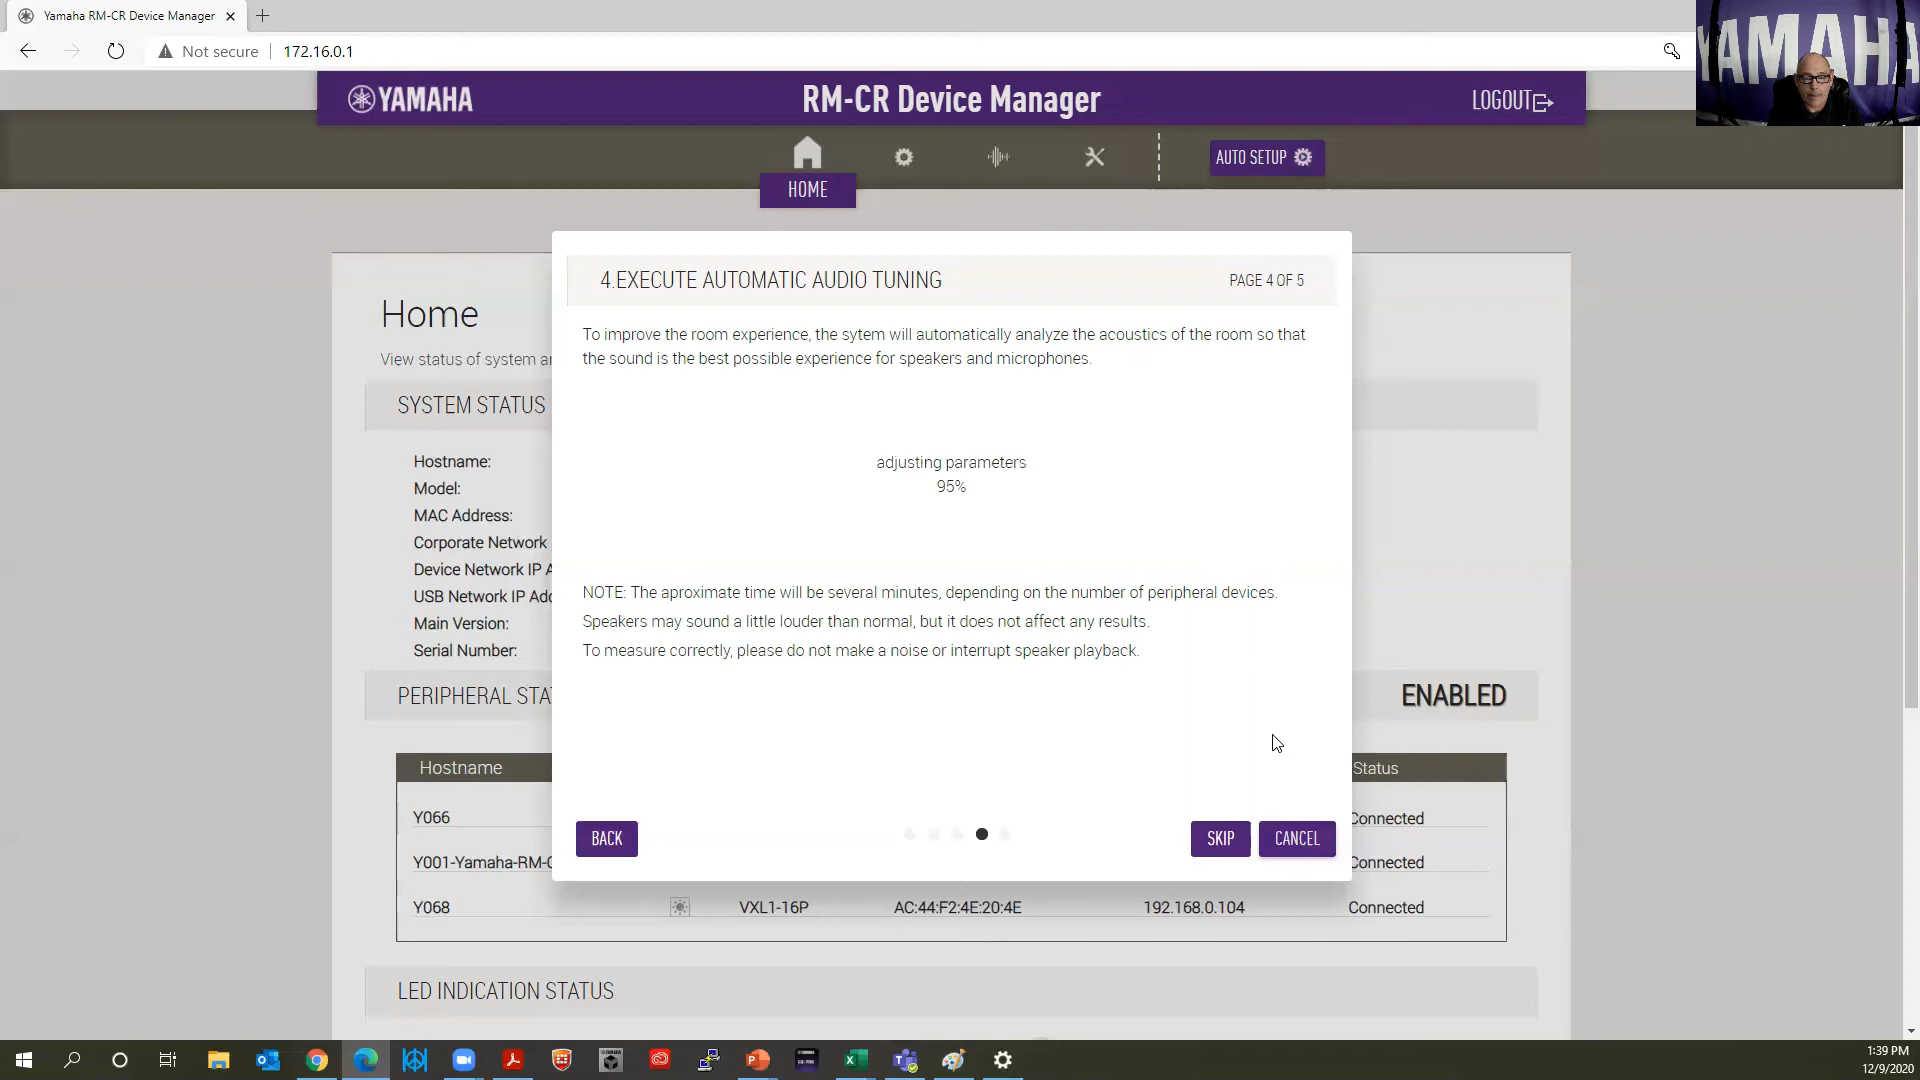 Yamaha RM-CR Device Manager
Not secure
172.16.0.1
YAMAHA
YAMAHA
RM-CR Device Manager
LOGOUT
AUTO SETUP
HOME
4.EXECUTE AUTOMATIC AUDIO TUNING
PAGE 4 OF 5
To improve the room experience, the sytem will automatically analyze the acoustics of the room so that
the sound is the best possible experience for speakers and microphones.
adjusting parameters
95%
NOTE: The aproximate time will be several minutes, depending on the number of peripheral devices.
Speakers may sound a little louder than normal, but it does not affect any results.
To measure correctly, please do not make a noise or interrupt speaker playback.
BACK
SKIP
CANCEL
Home
View status of system an
SYSTEM STATUS
Hostname:
Model:
MAC Address:
Corporate Network
Device Network IP A
USB Network IP Add
Main Version:
Serial Number:
PERIPHERAL STA
ENABLED
Hostname
Status
Y066
Connected
Y001-Yamaha-RM-C
Connected
Y068
VXL1-16P
AC:44:F2:4E:20:4E
192.168.0.104
Connected
LED INDICATION STATUS
1:39 PM
12/9/2020